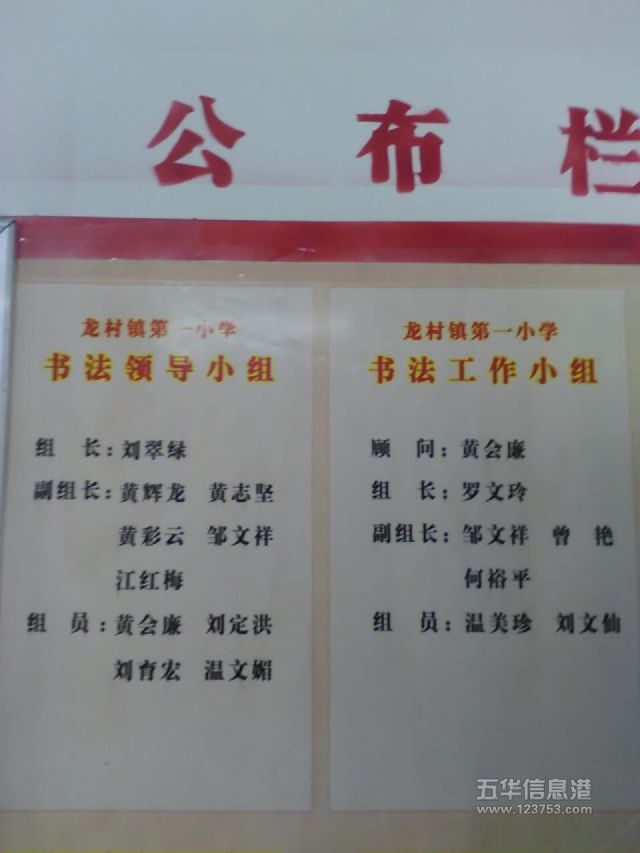 公布栏
龙村镇第一小学
书法领导小组
组 长:刘翠绿
副组长:黄辉龙 黄志坚
黄彩云 邹文祥
江红梅
组 员:黄会廉 刘定洪
刘育宏 温文媚
龙村镇第一小学
书法工作小组
顾 问:黄会廉
组 长:罗文玲
副组长:邹文祥 曾 艳
何裕平
组 员:温美珍 刘文仙
五华信息港
www.123753.com